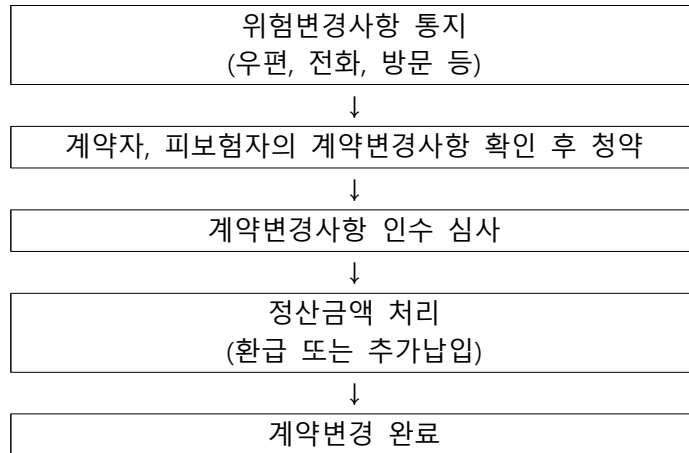 위험변경사항 통지
(우편, 전화, 방문 등)
↓
계약자, 피보험자의 계약변경사항 확인 후 청약
↓
계약변경사항 인수 심사
↓
정산금액 처리
(환급 또는 추가납입)
↓
계약변경 완료